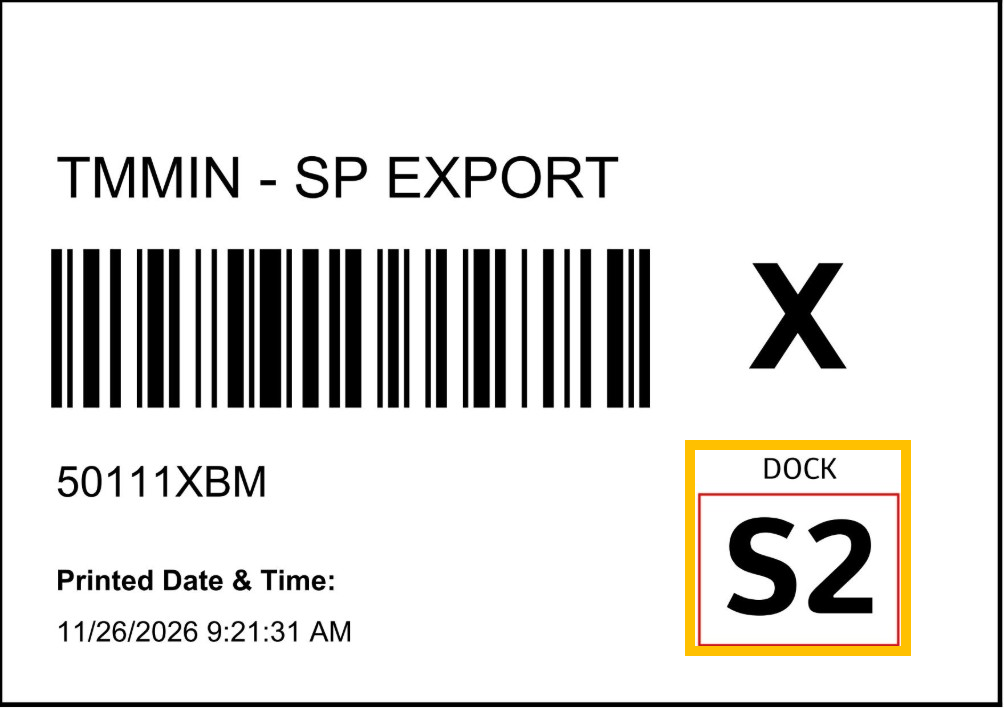 TMMIN - SP EXPORT
X
50111XBM
DOCK
S2
Printed Date & Time:
11/26/2026 9:21:31 AM